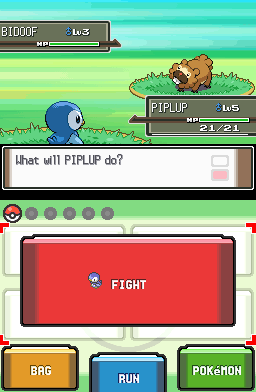 BIDOOF ♂Lv3
HP
PIPLUP ♂Lv5
HP
21/21
What will PIPLUP do?
FIGHT
BAG
RUN
POKéMON